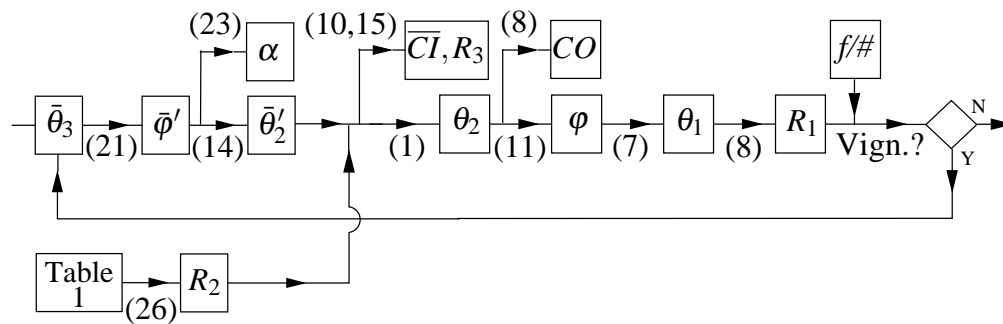 (23) (10,15) (8)
α C̅I̅, R₃ CO f/#
θ̄₃ φ̄′ θ̄′₂ θ₂ φ θ₁ R₁ N
(21) (14) (1) (11) (7) (8) Vign.? Y
Table
1
R₂
(26)